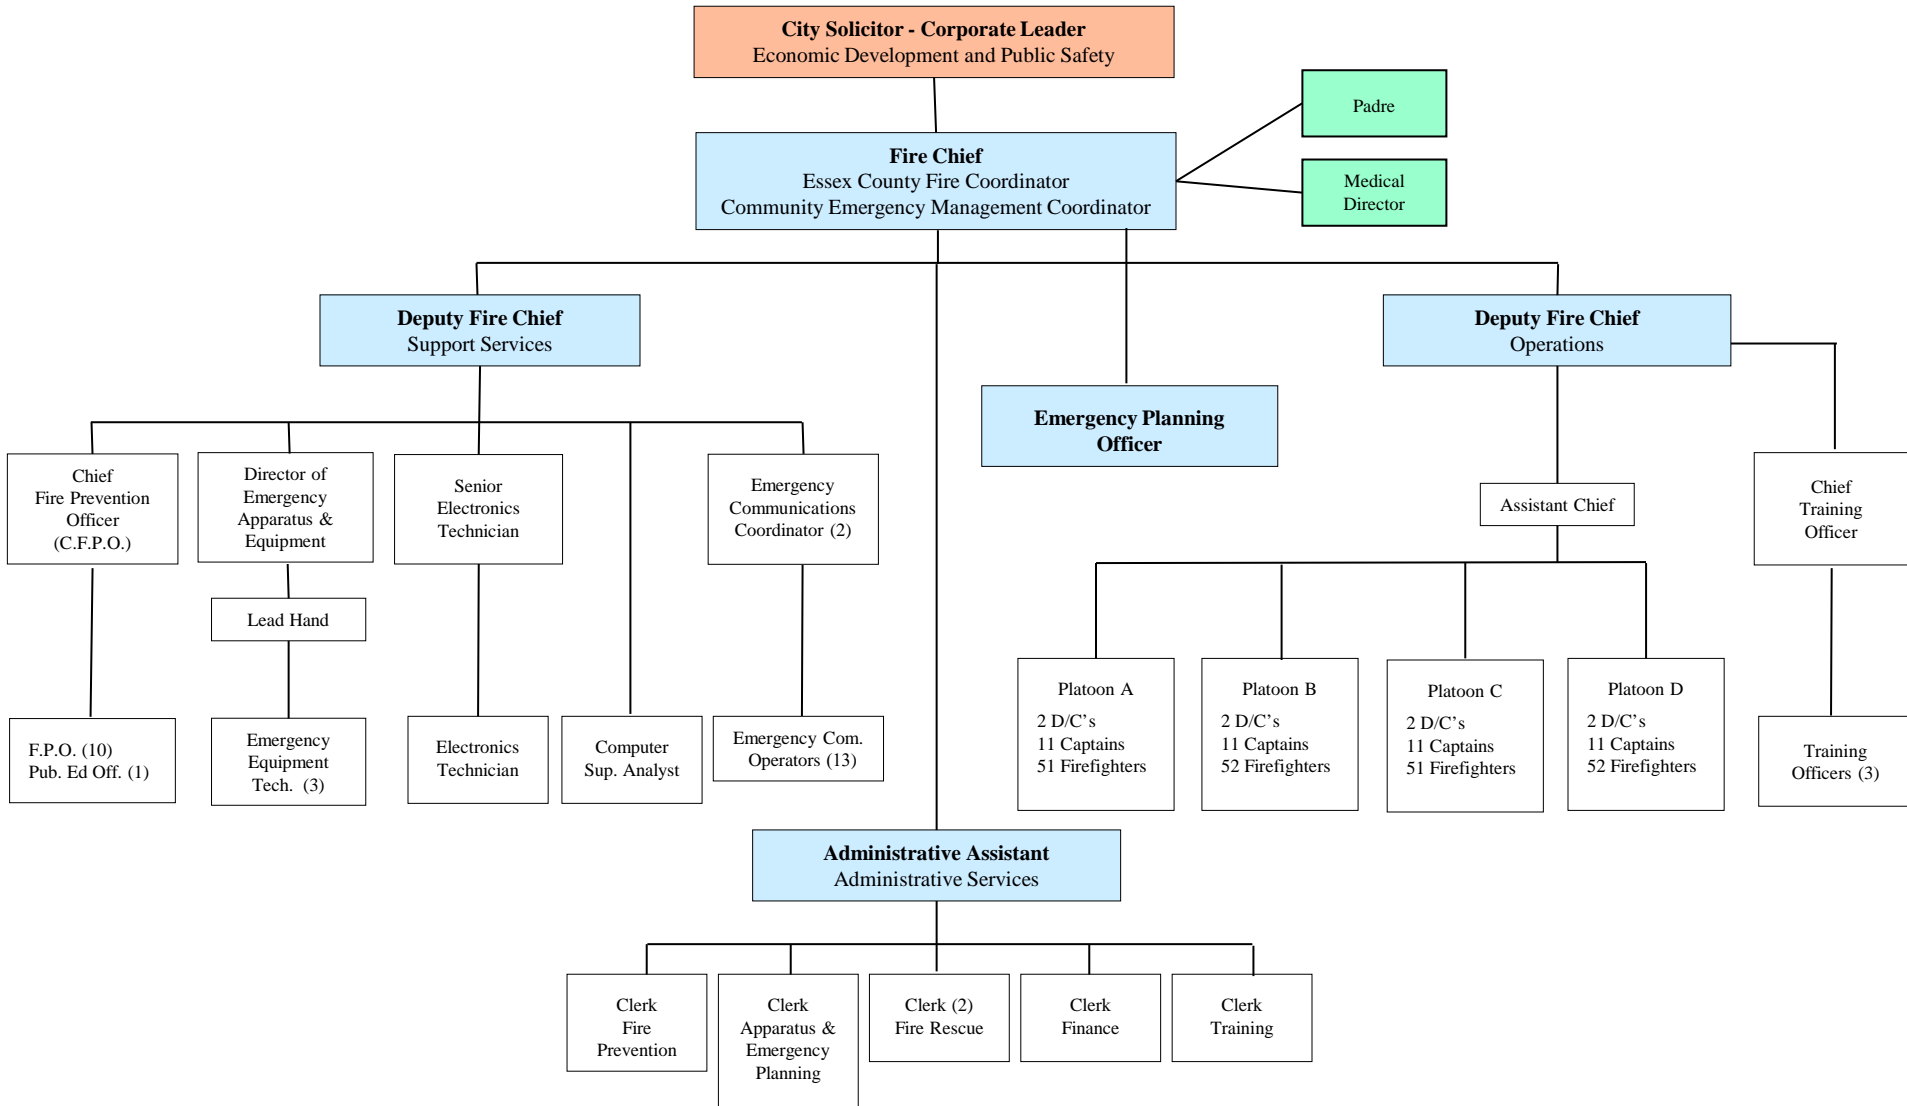 City Solicitor - Corporate Leader
Economic Development and Public Safety
Padre
Fire Chief
Essex County Fire Coordinator
Community Emergency Management Coordinator
Medical
Director
Deputy Fire Chief
Support Services
Deputy Fire Chief
Operations
Emergency Planning
Officer
Chief
Fire Prevention
Officer
(C.F.P.O.)
Director of
Emergency
Apparatus &
Equipment
Senior
Electronics
Technician
Emergency
Communications
Coordinator (2)
Assistant Chief
Chief
Training
Officer
Lead Hand
F.P.O. (10)
Pub. Ed Off. (1)
Emergency
Equipment
Tech. (3)
Electronics
Technician
Computer
Sup. Analyst
Emergency Com.
Operators (13)
Platoon A
2 D/C’s
11 Captains
51 Firefighters
Platoon B
2 D/C’s
11 Captains
52 Firefighters
Platoon C
2 D/C’s
11 Captains
51 Firefighters
Platoon D
2 D/C’s
11 Captains
52 Firefighters
Training
Officers (3)
Administrative Assistant
Administrative Services
Clerk
Fire
Prevention
Clerk
Apparatus &
Emergency
Planning
Clerk (2)
Fire Rescue
Clerk
Finance
Clerk
Training